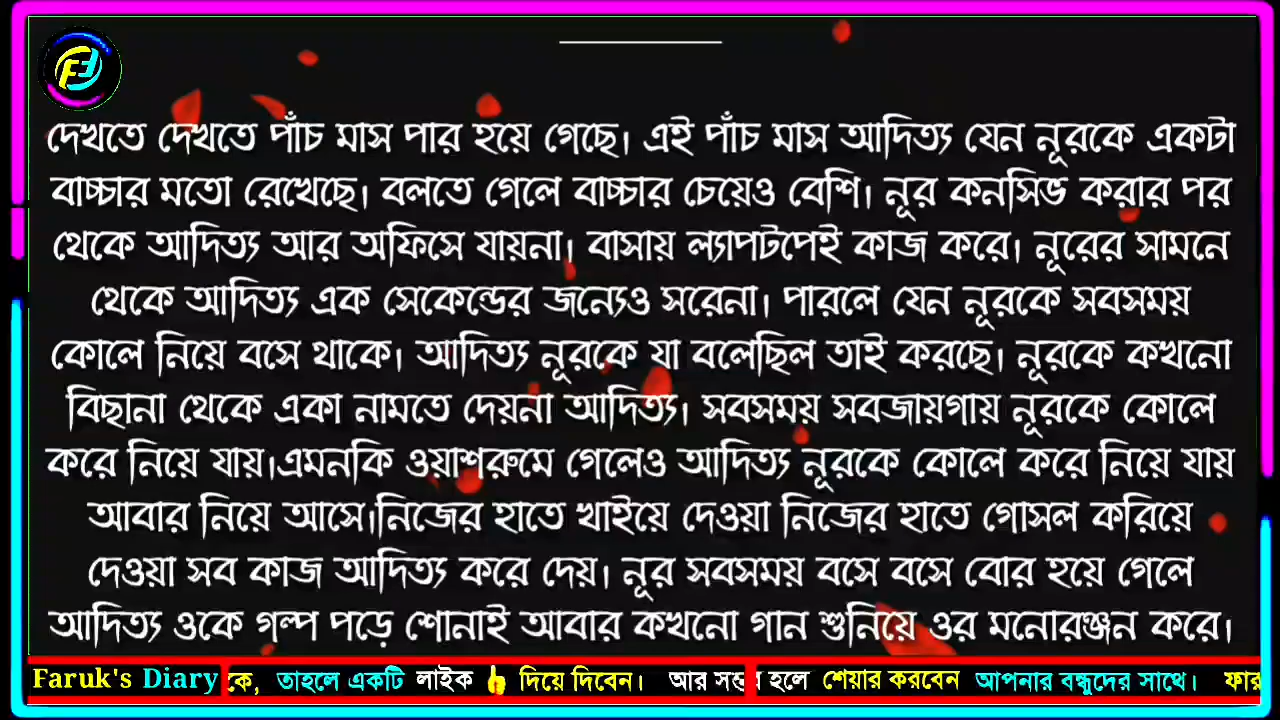 দেখতে দেখতে পাঁচ মাস পার হয়ে গেছে। এই পাঁচ মাস আদিত্য যেন নূরকে একটা
বাচ্চার মতো রেখেছে। বলতে গেলে বাচ্চার চেয়েও বেশি। নূর কনসিভ করার পর
থেকে আদিত্য আর অফিসে যায়না। বাসায় ল্যাপটপেই কাজ করে। নূরের সামনে
থেকে আদিত্য এক সেকেন্ডের জন্যেও সরেনা। পারলে যেন নূরকে সবসময়
কোলে নিয়ে বসে থাকে। আদিত্য নূরকে যা বলেছিল তাই করছে। নূরকে কখনো
বিছানা থেকে একা নামতে দেয়না আদিত্য। সবসময় সবজায়গায় নূরকে কোলে
করে নিয়ে যায়।এমনকি ওয়াশরুমে গেলেও আদিত্য নূরকে কোলে করে নিয়ে যায়
আবার নিয়ে আসে।নিজের হাতে খাইয়ে দেওয়া নিজের হাতে গোসল করিয়ে
দেওয়া সব কাজ আদিত্য করে দেয়। নূর সবসময় বসে বসে বোর হয়ে গেলে
আদিত্য ওকে গল্প পড়ে শোনাই আবার কখনো গান শুনিয়ে ওর মনোরঞ্জন করে।
Faruk's Diary কে, তাহলে একটি লাইক 👍 দিয়ে দিবেন। আর সম্ভব হলে শেয়ার করবেন আপনার বন্ধুদের সাথে। ফার